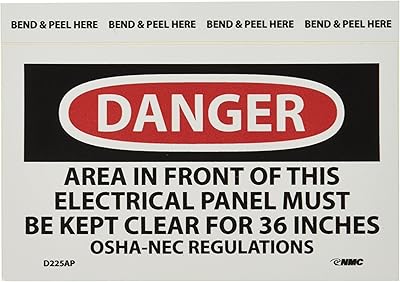 BEND & PEEL HERE BEND & PEEL HERE BEND & PEEL HERE BEND & PEEL HERE
DANGER
AREA IN FRONT OF THIS
ELECTRICAL PANEL MUST
BE KEPT CLEAR FOR 36 INCHES
OSHA-NEC REGULATIONS
D225AP NMC